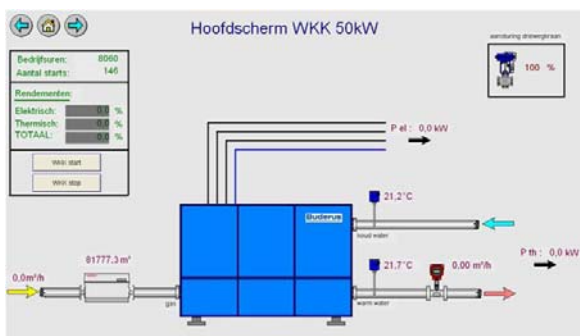 Hoofdscherm WKK 50kW
Bedrijfsuren: 8060
Aantal starts: 146
Rendementen:
Elektrisch: 0,0 %
Thermisch: 0,0 %
TOTAAL: 0,0 %
WKK start
WKK stop
aansturing driewegkraan
100 %
P el : 0,0 kW
Buderus
21,2°C
koud water
P th : 0,0 kW
81777,3 m³
21,7°C
0,00 m³/h
0,0m³/h
gas
warm water